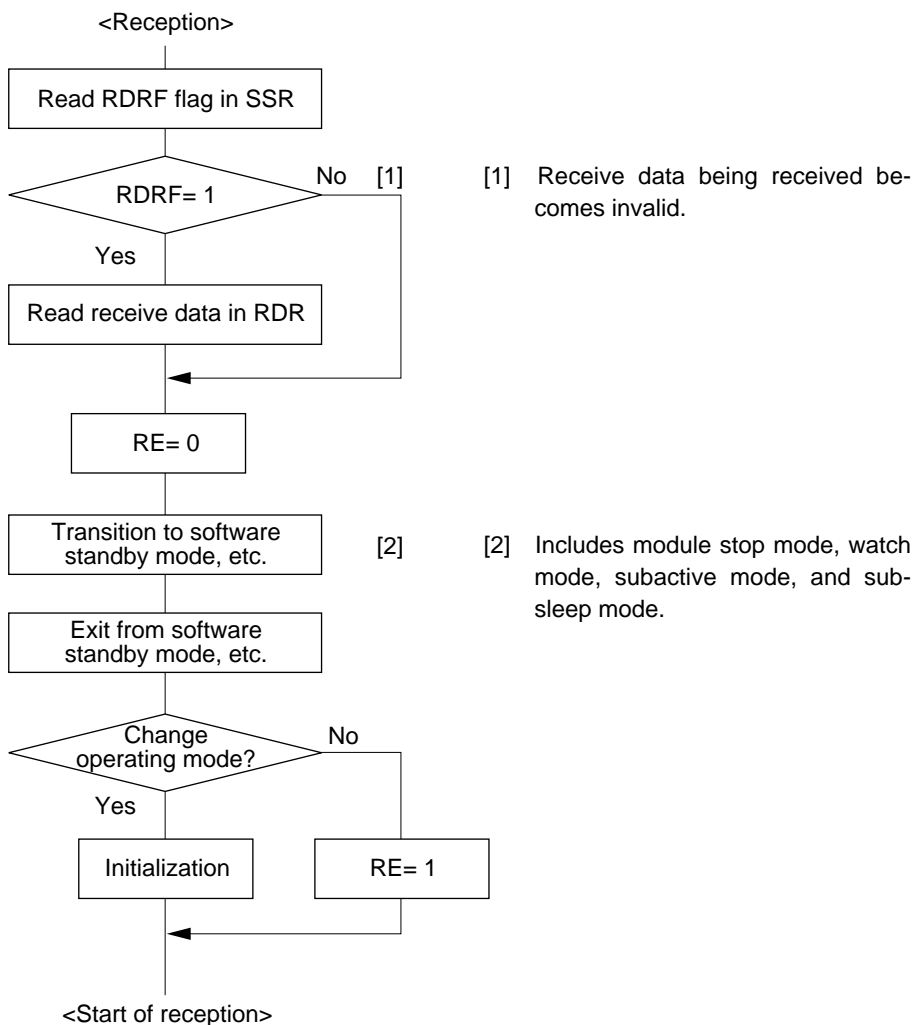 <Reception>
Read RDRF flag in SSR
RDRF= 1
No
[1]
[1] Receive data being received be-
comes invalid.
Yes
Read receive data in RDR
RE= 0
Transition to software
standby mode, etc.
[2]
[2] Includes module stop mode, watch
mode, subactive mode, and sub-
sleep mode.
Exit from software
standby mode, etc.
Change
operating mode?
No
Yes
Initialization
RE= 1
<Start of reception>